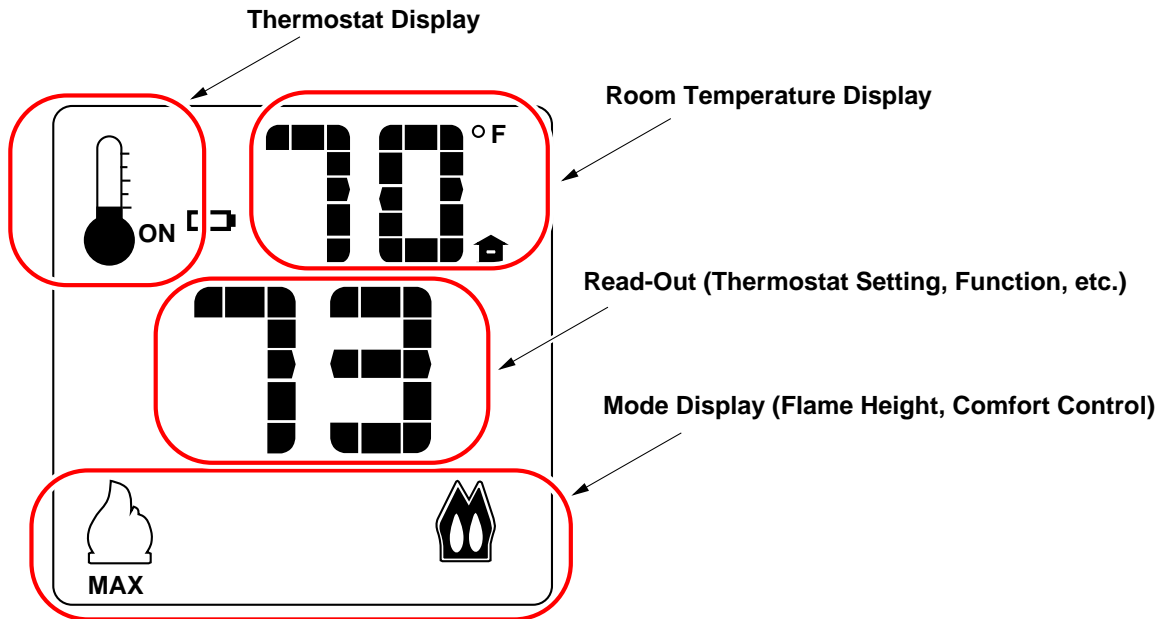 Thermostat Display
Room Temperature Display
70 °F
ON
Read-Out (Thermostat Setting, Function, etc.)
73
Mode Display (Flame Height, Comfort Control)
MAX